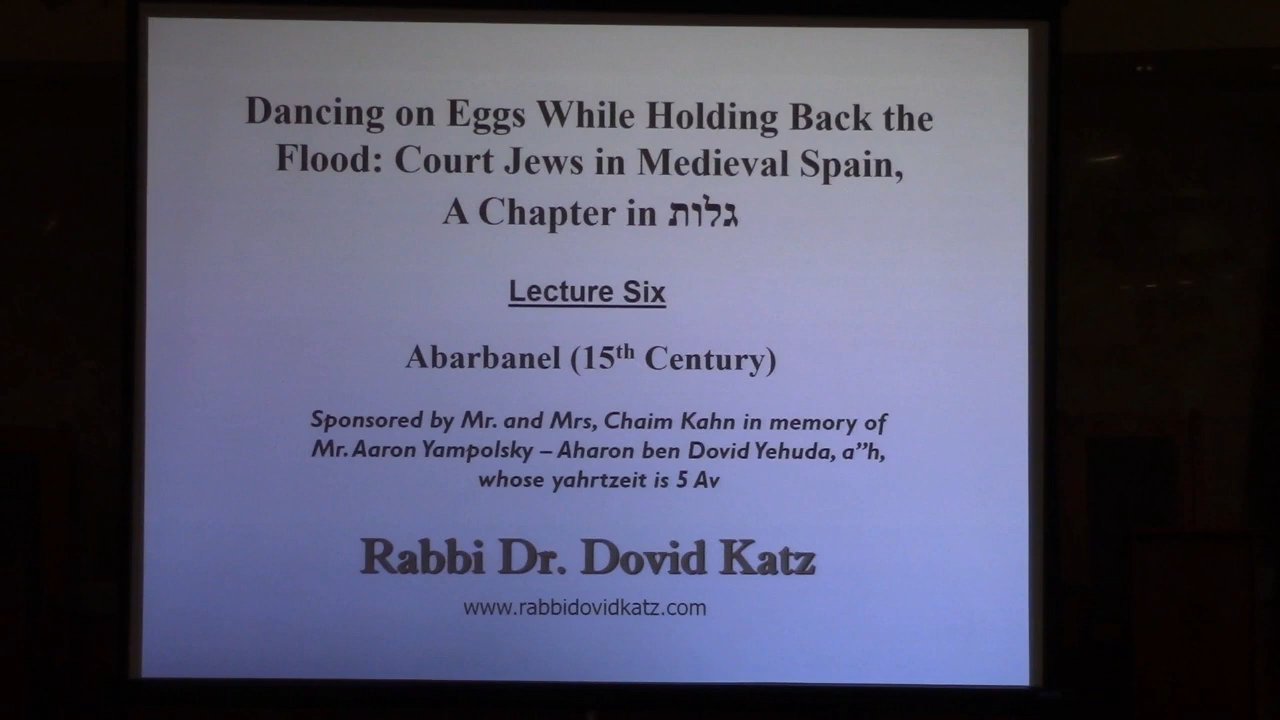 Dancing on Eggs While Holding Back the
Flood: Court Jews in Medieval Spain,
A Chapter in גלות
Lecture Six
Abarbanel (15th Century)
Sponsored by Mr. and Mrs, Chaim Kahn in memory of
Mr. Aaron Yampolsky – Aharon ben Dovid Yehuda, a”h,
whose yahrtzeit is 5 Av
Rabbi Dr. Dovid Katz
www.rabbidovidkatz.com